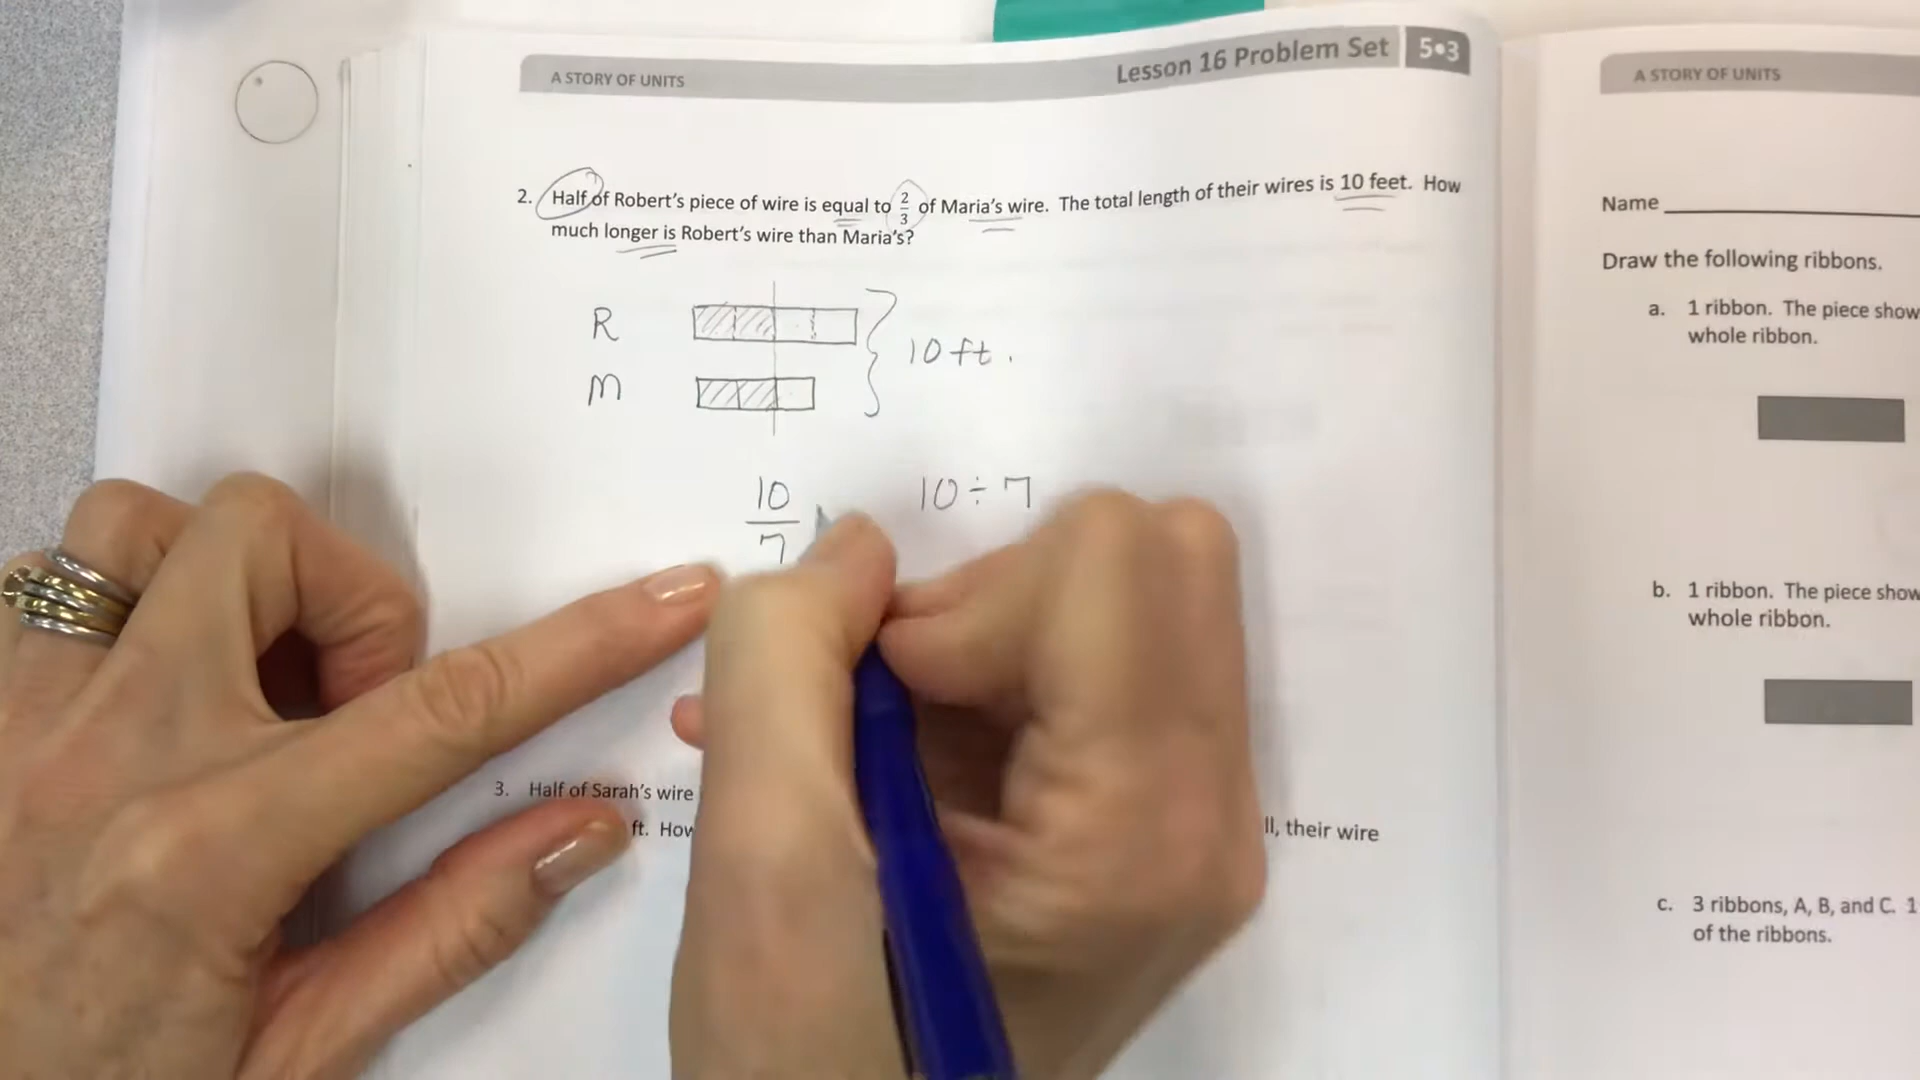 A STORY OF UNITS
Lesson 16 Problem Set 5•3
2. Half of Robert's piece of wire is equal to 2/3 of Maria's wire. The total length of their wires is 10 feet. How
much longer is Robert's wire than Maria's?
R
M
10 ft.
10/7
10 ÷ 7
3. Half of Sarah's wire
ft. How
their wire
A STORY OF UNITS
Name
Draw the following ribbons.
a. 1 ribbon. The piece show
whole ribbon.
b. 1 ribbon. The piece show
whole ribbon.
c. 3 ribbons, A, B, and C. 1
of the ribbons.